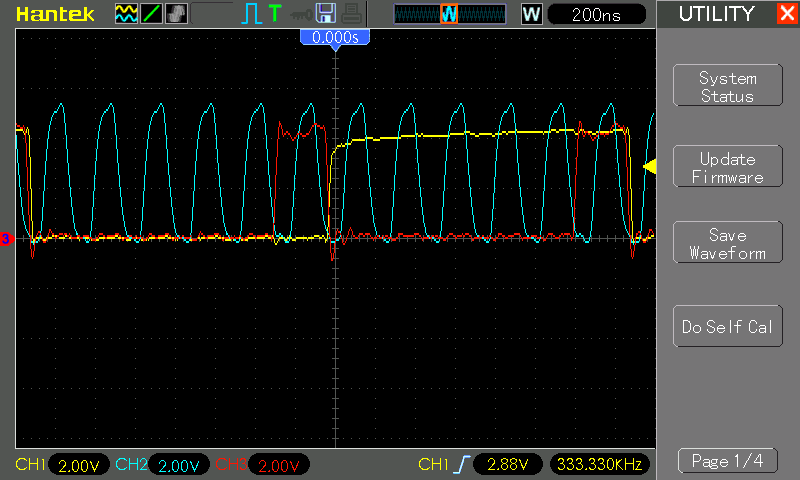 Hantek T W 200ns UTILITY X
0.000s
System
Status
Update
Firmware
Save
Waveform
Do Self Cal
3
CH1 2.00V CH2 2.00V CH3 2.00V CH1 2.88V 333.330KHz Page 1/4